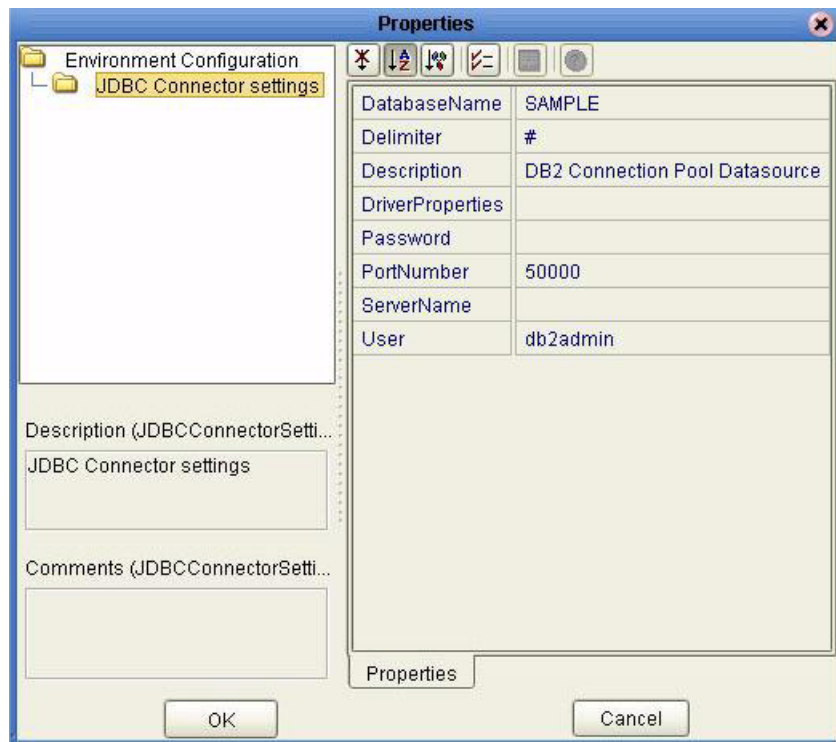 Properties
Environment Configuration
JDBC Connector settings
DatabaseName SAMPLE
Delimiter #
Description DB2 Connection Pool Datasource
DriverProperties
Password
PortNumber 50000
ServerName
User db2admin
Description (JDBCConnectorSetti...
JDBC Connector settings
Comments (JDBCConnectorSetti...
Properties
OK Cancel